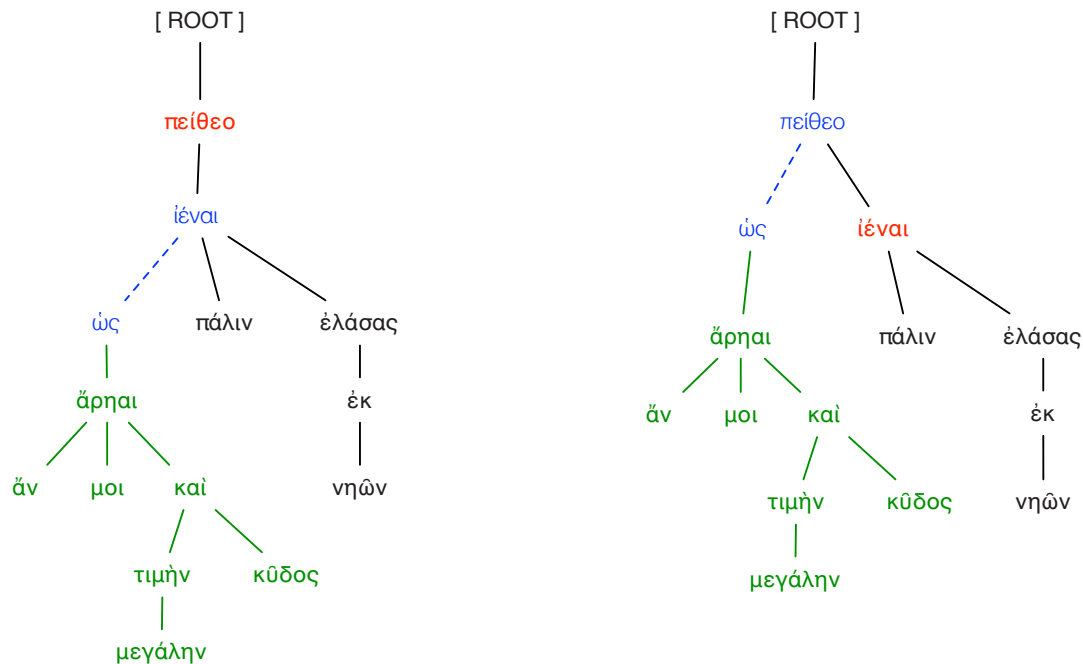 [ ROOT ] [ ROOT ]
πείθεο πείθεο
ἰέναι ὡς ἰέναι
ὡς πάλιν ἐλάσας ἄρηαι πάλιν ἐλάσας
ἄρηαι ἐκ ἄν μοι καὶ ἐκ
ἄν μοι καὶ νηῶν τιμὴν κῦδος νηῶν
τιμὴν κῦδος μεγάλην
μεγάλην